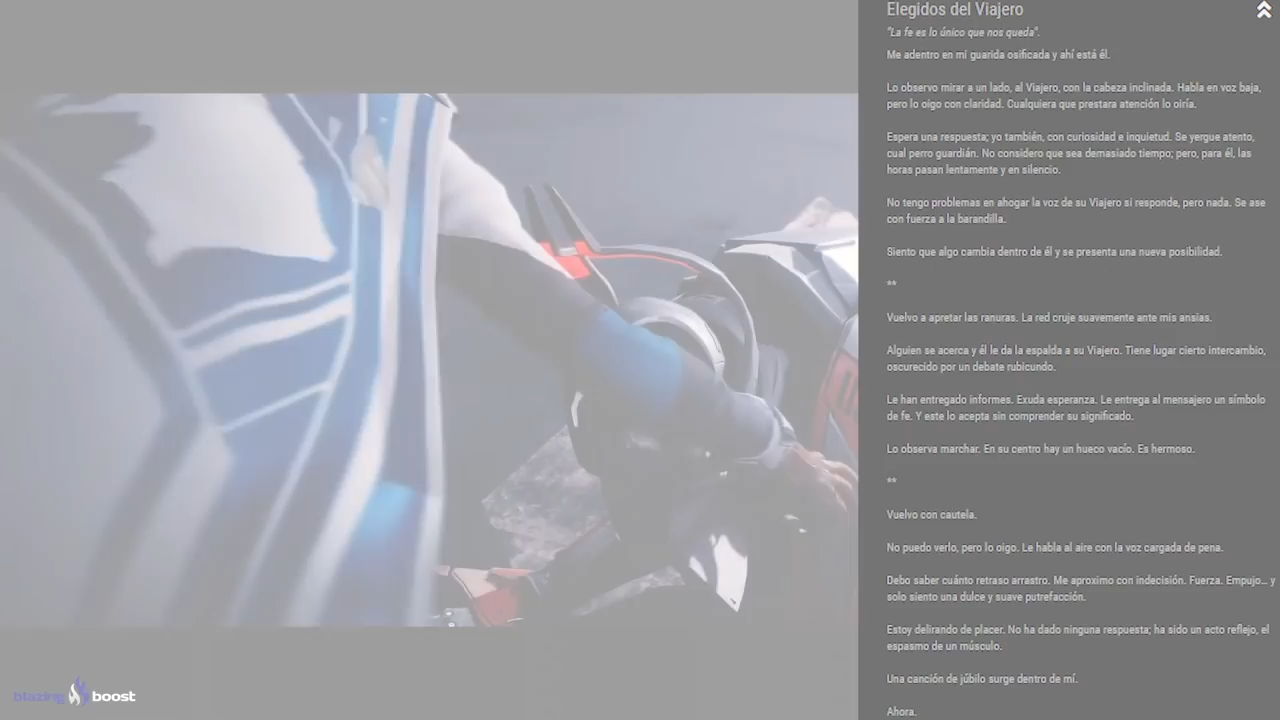 Elegidos del Viajero
"La fe es lo único que nos queda".
Me adentro en mi guarida osificada y ahí está él.
Lo observo mirar a un lado, al Viajero, con la cabeza inclinada. Habla en voz baja,
pero lo oigo con claridad. Cualquiera que prestara atención lo oiría.
Espera una respuesta; yo también, con curiosidad e inquietud. Se yergue atento,
cual perro guardián. No considero que sea demasiado tiempo; pero, para él, las
horas pasan lentamente y en silencio.
No tengo problemas en ahogar la voz de su Viajero si responde, pero nada. Se ase
con fuerza a la barandilla.
Siento que algo cambia dentro de él y se presenta una nueva posibilidad.
**
Vuelvo a apretar las ranuras. La red cruje suavemente ante mis ansias.
Alguien se acerca y él le da la espalda a su Viajero. Tiene lugar cierto intercambio,
oscurecido por un debate rubicundo.
Le han entregado informes. Exuda esperanza. Le entrega al mensajero un símbolo
de fe. Y este lo acepta sin comprender su significado.
Lo observa marchar. En su centro hay un hueco vacío. Es hermoso.
**
Vuelvo con cautela.
No puedo verlo, pero lo oigo. Le habla al aire con la voz cargada de pena.
Debo saber cuánto retraso arrastro. Me aproximo con indecisión. Fuerza. Empujo... y
solo siento una dulce y suave putrefacción.
Estoy delirando de placer. No ha dado ninguna respuesta; ha sido un acto reflejo, el
espasmo de un músculo.
Una canción de júbilo surge dentro de mí.
Ahora.
blazing boost